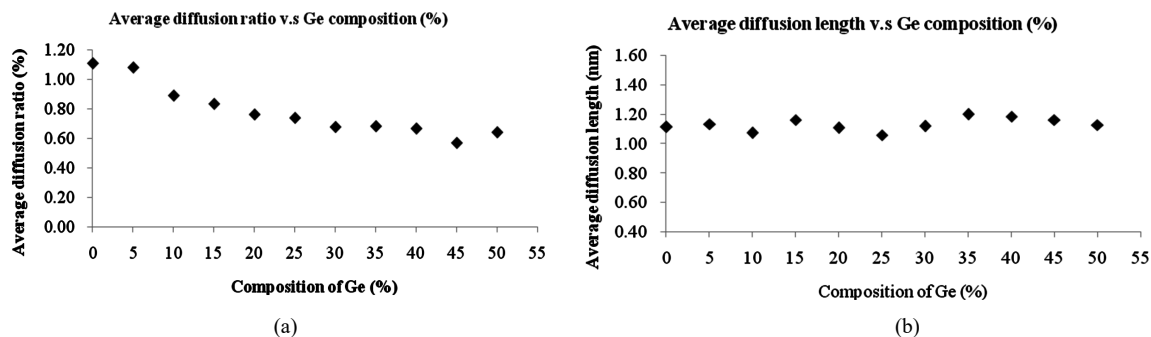 Average diffusion ratio v.s Ge composition (%)
Average diffusion ratio (%)
1.20
1.00
0.80
0.60
0.40
0.20
0.00
0 5 10 15 20 25 30 35 40 45 50 55
Composition of Ge (%)
(a)
Average diffusion length v.s Ge composition (%)
Average diffusion length (nm)
1.60
1.40
1.20
1.00
0.80
0.60
0.40
0 5 10 15 20 25 30 35 40 45 50 55
Composition of Ge (%)
(b)